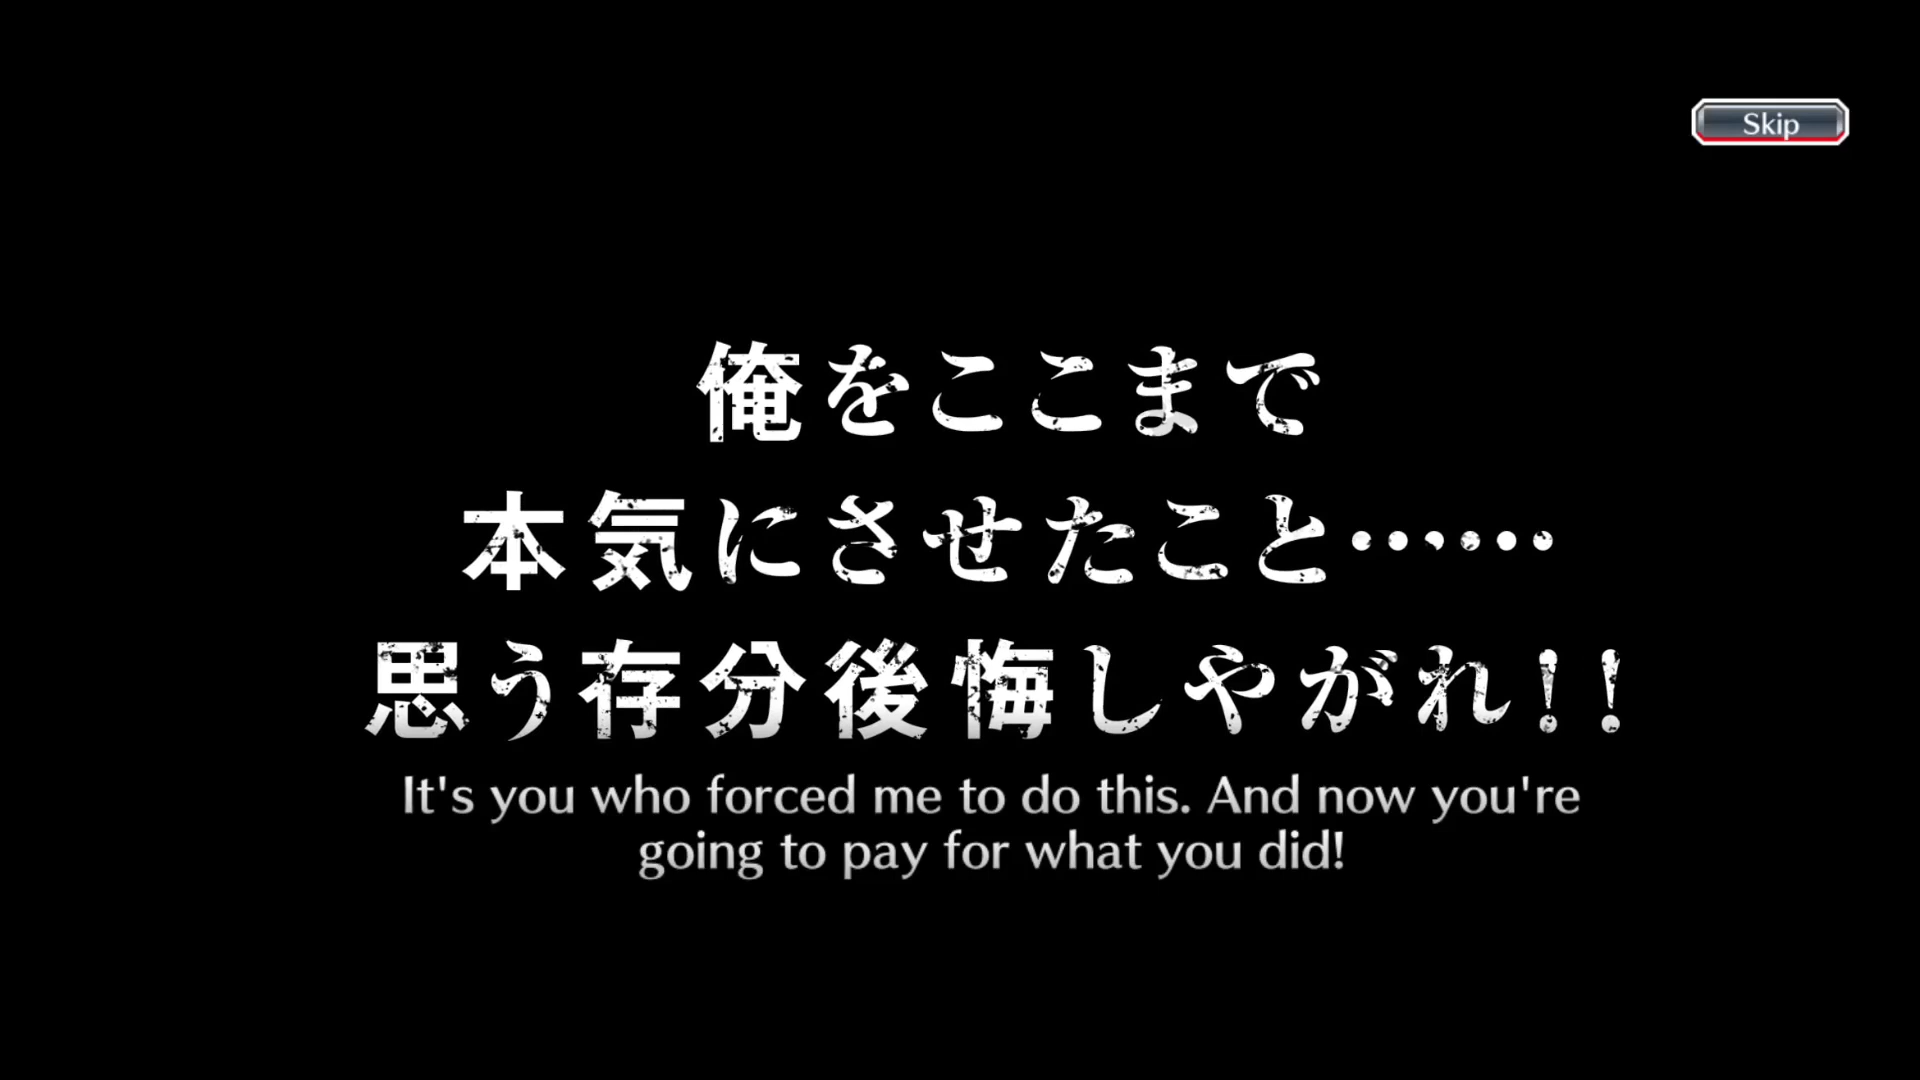 Skip
俺をここまで
本気にさせたこと……
思う存分後悔しやがれ！！
It's you who forced me to do this. And now you're
going to pay for what you did!